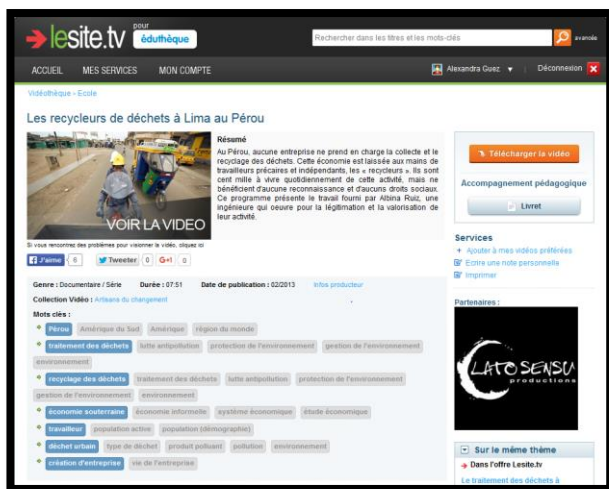 lesite.tv pour éduthèque
Rechercher dans les titres et les mots-clés
avancée
ACCUEIL MES SERVICES MON COMPTE
Alexandra Guez Déconnexion
Vidéothèque - Ecole
Les recycleurs de déchets à Lima au Pérou
Résumé
Au Pérou, aucune entreprise ne prend en charge la collecte et le
recyclage des déchets. Cette économie est laissée aux mains de
travailleurs précaires et indépendants, les « recycleurs ». Ils sont
cent mille à vivre quotidiennement de cette activité, mais ne
bénéficient d'aucune reconnaissance et d'aucuns droits sociaux.
Ce programme présente le travail fourni par Albina Ruiz, une
ingénieure qui oeuvre pour la légitimation et la valorisation de
leur activité.
VOIR LA VIDEO
Si vous rencontrez des problèmes pour visionner la vidéo, cliquez ici
J'aime 6 Tweeter 0 G+1 0
Genre : Documentaire / Série Durée : 07:51 Date de publication : 02/2013 Infos producteur
Collection Vidéo : Artisans du changement
Mots clés :
Pérou Amérique du Sud Amérique région du monde
traitement des déchets lutte antipollution protection de l'environnement gestion de l'environnement
environnement
recyclage des déchets traitement des déchets lutte antipollution protection de l'environnement
gestion de l'environnement environnement
économie souterraine économie informelle système économique étude économique
travailleur population active population (démographie)
déchet urbain type de déchet produit polluant pollution environnement
création d'entreprise vie de l'entreprise
Télécharger la vidéo
Accompagnement pédagogique
Livret
Services
+ Ajouter à mes vidéos préférées
Ecrire une note personnelle
Imprimer
Partenaires :
LATO SENSU
productions
Sur le même thème
Dans l'offre Lesite.tv
Le traitement des déchets à